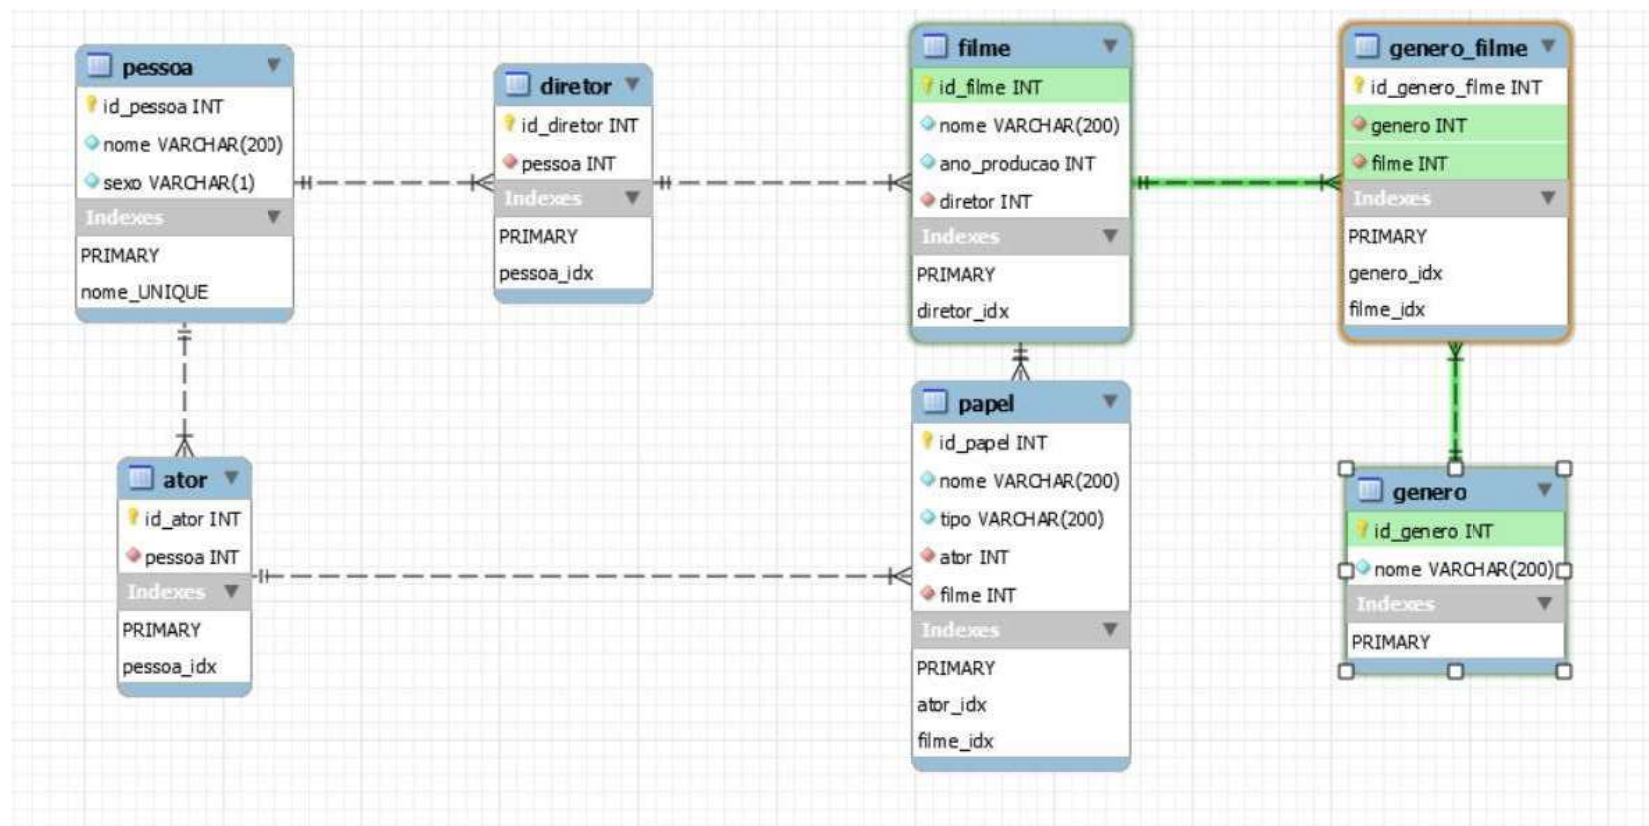 pessoa
id_pessoa INT
nome VARCHAR(200)
sexo VARCHAR(1)
Indexes
PRIMARY
nome_UNIQUE
diretor
id_diretor INT
pessoa INT
Indexes
PRIMARY
pessoa_idx
filme
id_filme INT
nome VARCHAR(200)
ano_producao INT
diretor INT
Indexes
PRIMARY
diretor_idx
genero_filme
id_genero_flme INT
genero INT
filme INT
Indexes
PRIMARY
genero_idx
filme_idx
ator
id_ator INT
pessoa INT
Indexes
PRIMARY
pessoa_idx
papel
id_papel INT
nome VARCHAR(200)
tipo VARCHAR(200)
ator INT
filme INT
Indexes
PRIMARY
ator_idx
filme_idx
genero
id_genero INT
nome VARCHAR(200)
Indexes
PRIMARY